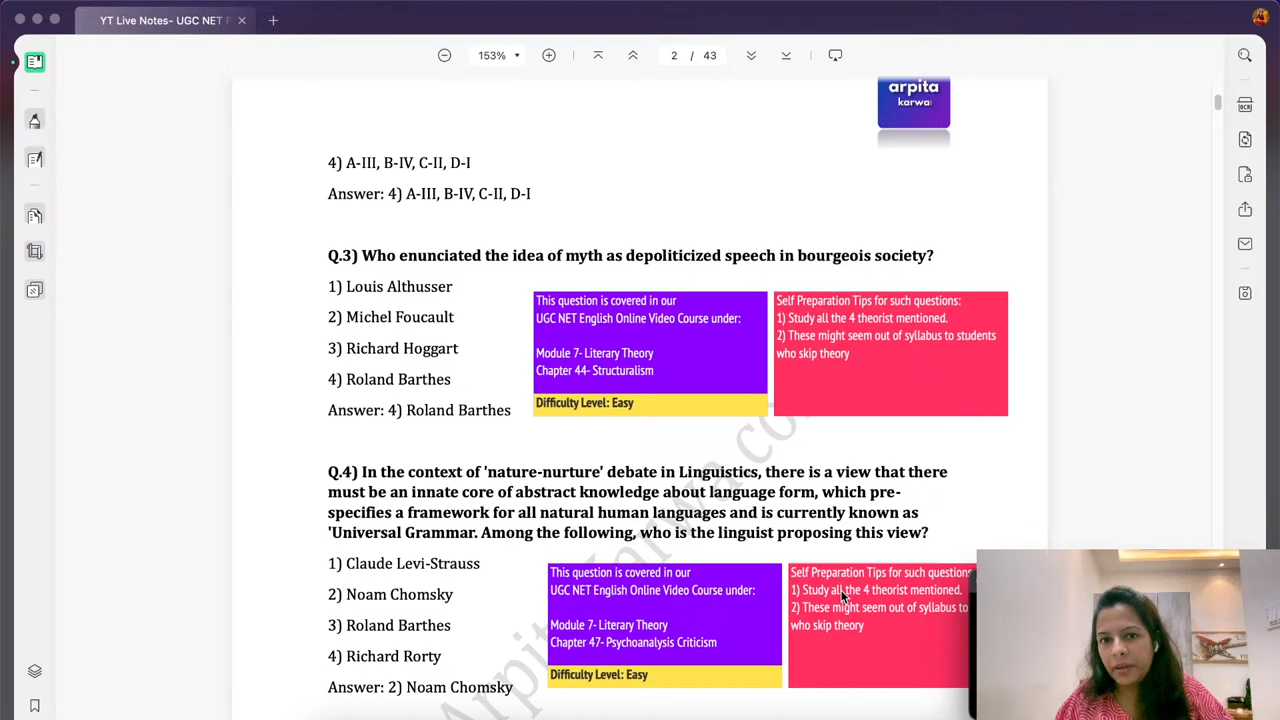 YT Live Notes- UGC NET P
153%
2 / 43
OCR
arpita
karwa
4) A-III, B-IV, C-II, D-I
Answer: 4) A-III, B-IV, C-II, D-I
Q.3) Who enunciated the idea of myth as depoliticized speech in bourgeois society?
1) Louis Althusser
2) Michel Foucault
3) Richard Hoggart
4) Roland Barthes
Answer: 4) Roland Barthes
This question is covered in our
UGC NET English Online Video Course under:
Module 7- Literary Theory
Chapter 44- Structuralism
Difficulty Level: Easy
Self Preparation Tips for such questions:
1) Study all the 4 theorist mentioned.
2) These might seem out of syllabus to students
who skip theory
Q.4) In the context of 'nature-nurture' debate in Linguistics, there is a view that there
must be an innate core of abstract knowledge about language form, which pre-
specifies a framework for all natural human languages and is currently known as
'Universal Grammar. Among the following, who is the linguist proposing this view?
1) Claude Levi-Strauss
2) Noam Chomsky
3) Roland Barthes
4) Richard Rorty
Answer: 2) Noam Chomsky
This question is covered in our
UGC NET English Online Video Course under:
Module 7- Literary Theory
Chapter 47- Psychoanalysis Criticism
Difficulty Level: Easy
Self Preparation Tips for such questions
1) Study all the 4 theorist mentioned.
2) These might seem out of syllabus to
who skip theory
Arpita Karwa.co